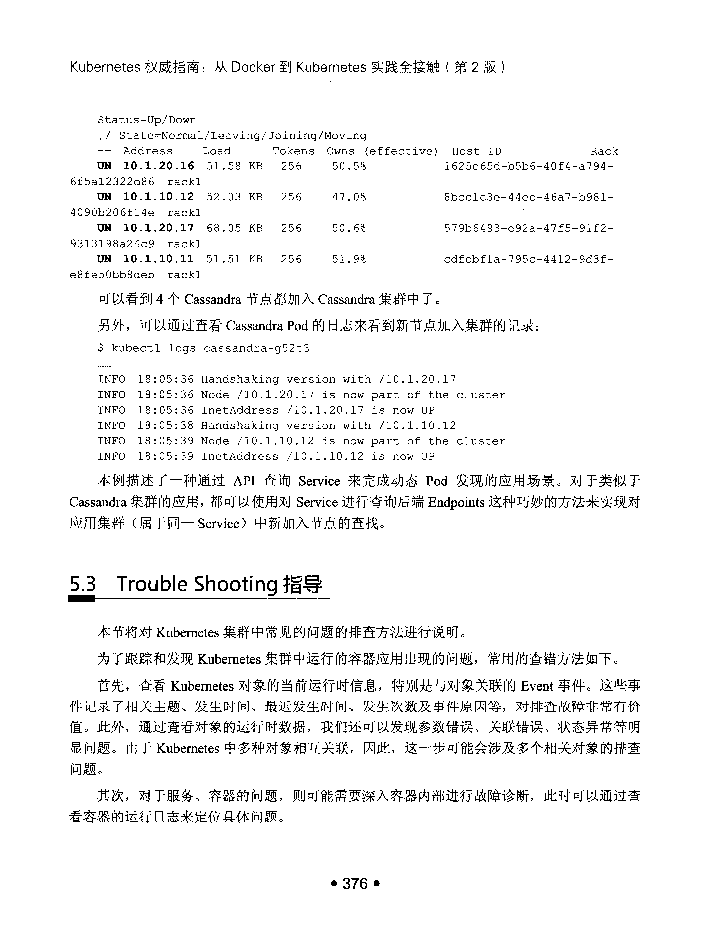 Kubernetes 权威指南：从 Docker 到 Kubernetes 实践全接触（第 2 版）
Status=Up/Down
|/ State=Normal/Leaving/Joining/Moving
-- Address Load Tokens Owns (effective) Host ID Rack
UN 10.1.20.16 51.58 KB 256 50.5%
rack1
UN 10.1.10.12 52.03 KB 256 47.0%
rack1
UN 10.1.20.17 68.05 KB 256 50.6%
rack1
UN 10.1.10.11 51.51 KB 256 51.9%
rack1
可以看到 4 个 Cassandra 节点都加入 Cassandra 集群中了。
另外，可以通过查看 Cassandra Pod 的日志来看到新节点加入集群的记录：
$ kubectl logs cassandra-g52t3
……
INFO 18:05:36 Handshaking version with /10.1.20.17
INFO 18:05:36 Node /10.1.20.17 is now part of the cluster
INFO 18:05:36 InetAddress /10.1.20.17 is now UP
INFO 18:05:38 Handshaking version with /10.1.10.12
INFO 18:05:39 Node /10.1.10.12 is now part of the cluster
INFO 18:05:39 InetAddress /10.1.10.12 is now UP
本例描述了一种通过 API 查询 Service 来完成动态 Pod 发现的应用场景。对于类似于
Cassandra 集群的应用，都可以使用对 Service 进行查询后端 Endpoints 这种巧妙的方法来实现对
应用集群（属于同一 Service）中新加入节点的查找。
5.3 Trouble Shooting 指导
本节将对 Kubernetes 集群中常见的问题的排查方法进行说明。
为了跟踪和发现 Kubernetes 集群中运行的容器应用出现的问题，常用的查错方法如下。
首先，查看 Kubernetes 对象的当前运行时信息，特别是与对象关联的 Event 事件。这些事
件记录了相关主题、发生时间、最近发生时间、发生次数及事件原因等，对排查故障非常有价
值。此外，通过查看对象的运行时数据，我们还可以发现参数错误、关联错误、状态异常等明
显问题。由于 Kubernetes 中多种对象相互关联，因此，这一步可能会涉及多个相关对象的排查
问题。
其次，对于服务、容器的问题，则可能需要深入容器内部进行故障诊断，此时可以通过查
看容器的运行日志来定位具体问题。
• 376 •